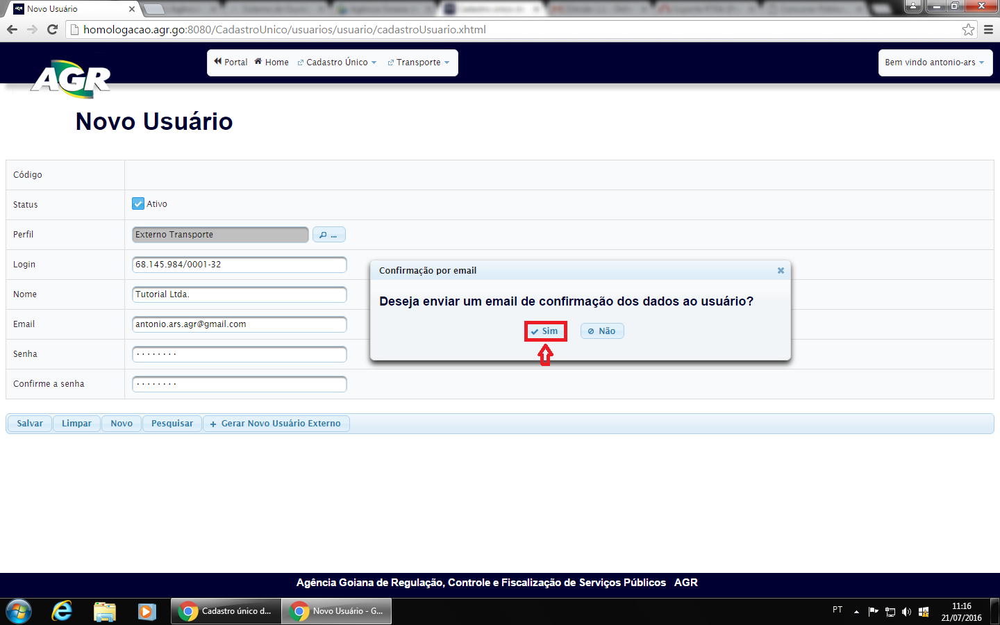 Novo Usuário
homologacao.agr.go:8080/CadastroUnico/usuarios/usuario/cadastroUsuario.xhtml
AGR
Portal Home Cadastro Único Transporte
Bem vindo antonio-ars
Novo Usuário
Código
Status Ativo
Perfil Externo Transporte ...
Login 68.145.984/0001-32
Nome Tutorial Ltda.
Email antonio.ars.agr@gmail.com
Senha ········
Confirme a senha ········
Confirmação por email
Deseja enviar um email de confirmação dos dados ao usuário?
Sim Não
Salvar Limpar Novo Pesquisar + Gerar Novo Usuário Externo
Agência Goiana de Regulação, Controle e Fiscalização de Serviços Públicos AGR
Cadastro único d... Novo Usuário - G...
PT
11:16
21/07/2016